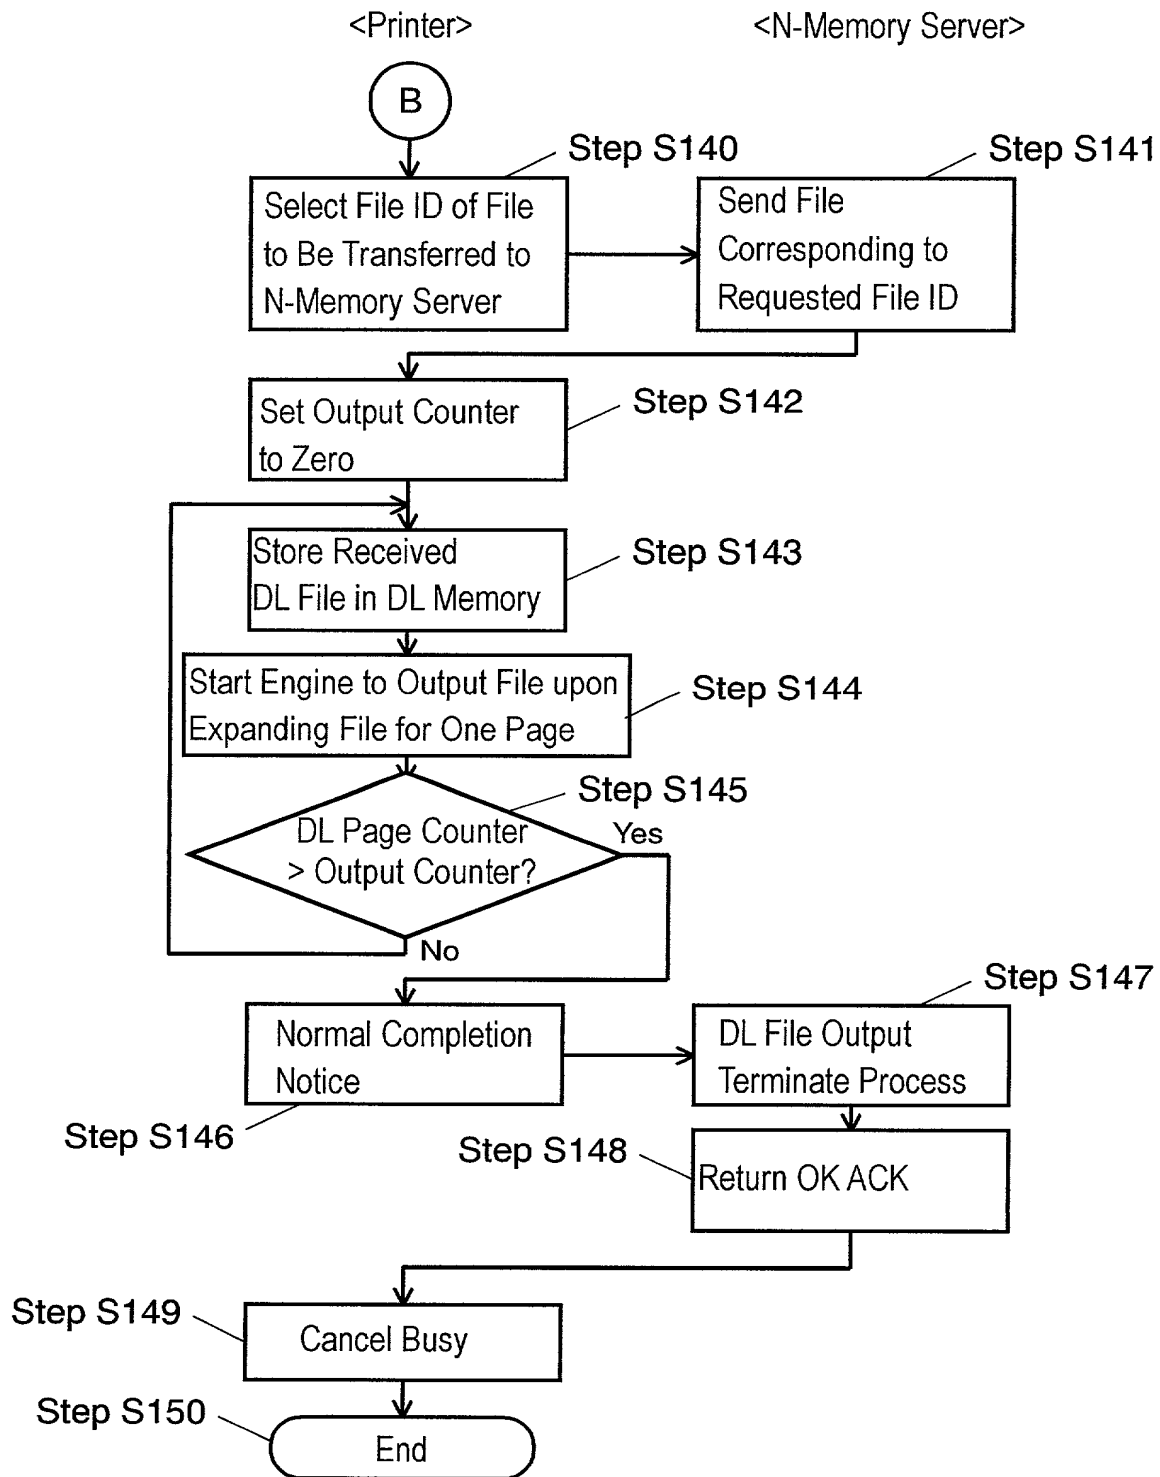 <Printer>
<N-Memory Server>
B
Step S140
Step S141
Select File ID of File
to Be Transferred to
N-Memory Server
Send File
Corresponding to
Requested File ID
Step S142
Set Output Counter
to Zero
Step S143
Store Received
DL File in DL Memory
Step S144
Start Engine to Output File upon
Expanding File for One Page
Step S145
DL Page Counter
> Output Counter?
Yes
No
Step S147
Normal Completion
Notice
DL File Output
Terminate Process
Step S146
Step S148
Return OK ACK
Step S149
Cancel Busy
Step S150
End